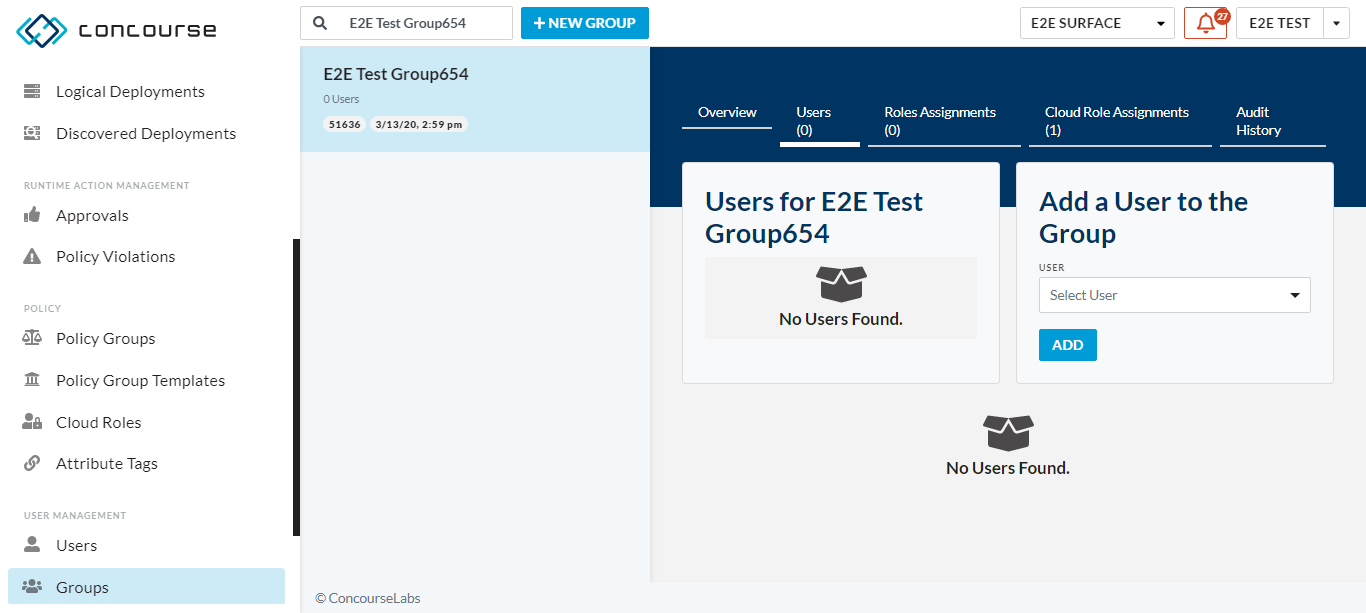 concourse
E2E Test Group654
+ NEW GROUP
E2E SURFACE
27
E2E TEST
Logical Deployments
Discovered Deployments
RUNTIME ACTION MANAGEMENT
Approvals
Policy Violations
POLICY
Policy Groups
Policy Group Templates
Cloud Roles
Attribute Tags
USER MANAGEMENT
Users
Groups
E2E Test Group654
0 Users
51636 3/13/20, 2:59 pm
Overview
Users
(0)
Roles Assignments
(0)
Cloud Role Assignments
(1)
Audit
History
Users for E2E Test
Group654
No Users Found.
Add a User to the
Group
USER
Select User
ADD
No Users Found.
© ConcourseLabs